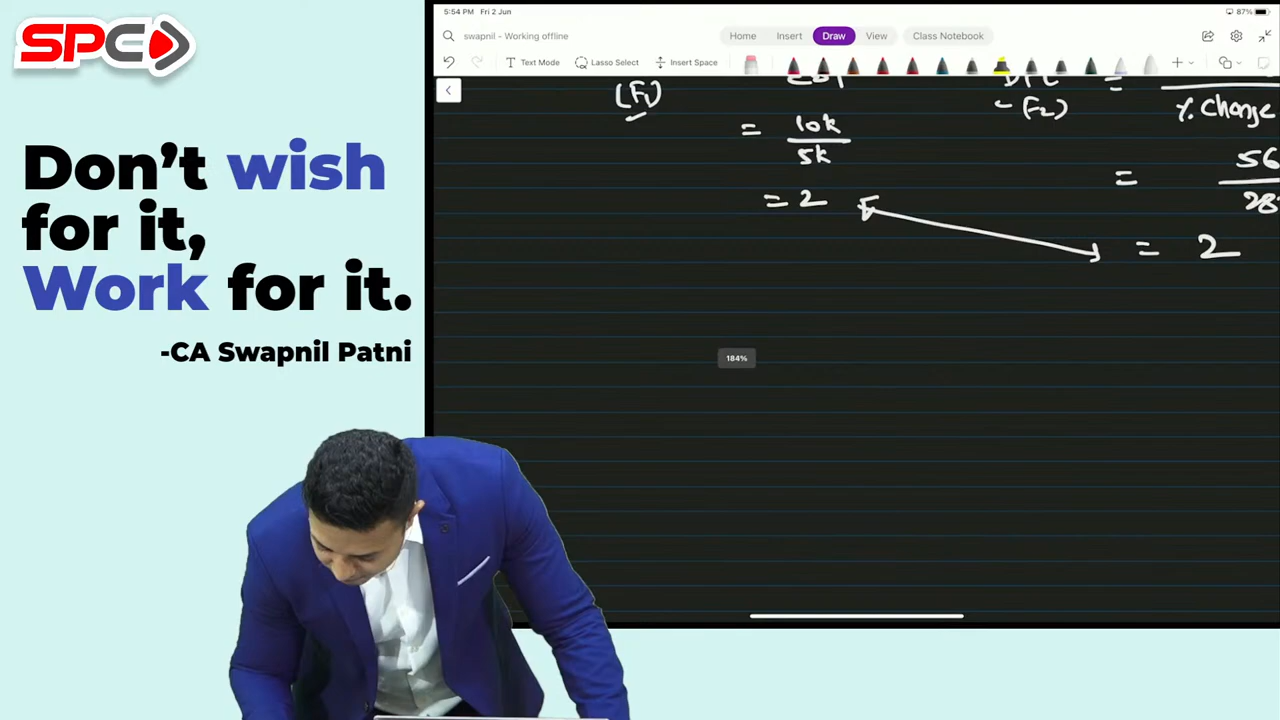 SPC
Don't wish
for it,
Work for it.
-CA Swapnil Patni
5:54 PM Fri 2 Jun
87%
swapnil - Working offline
Home Insert Draw View Class Notebook
Text Mode Lasso Select Insert Space
(F1)
= 10k
5k
= 2
- (F2)
=
% Change
= 56
28
= 2
184%